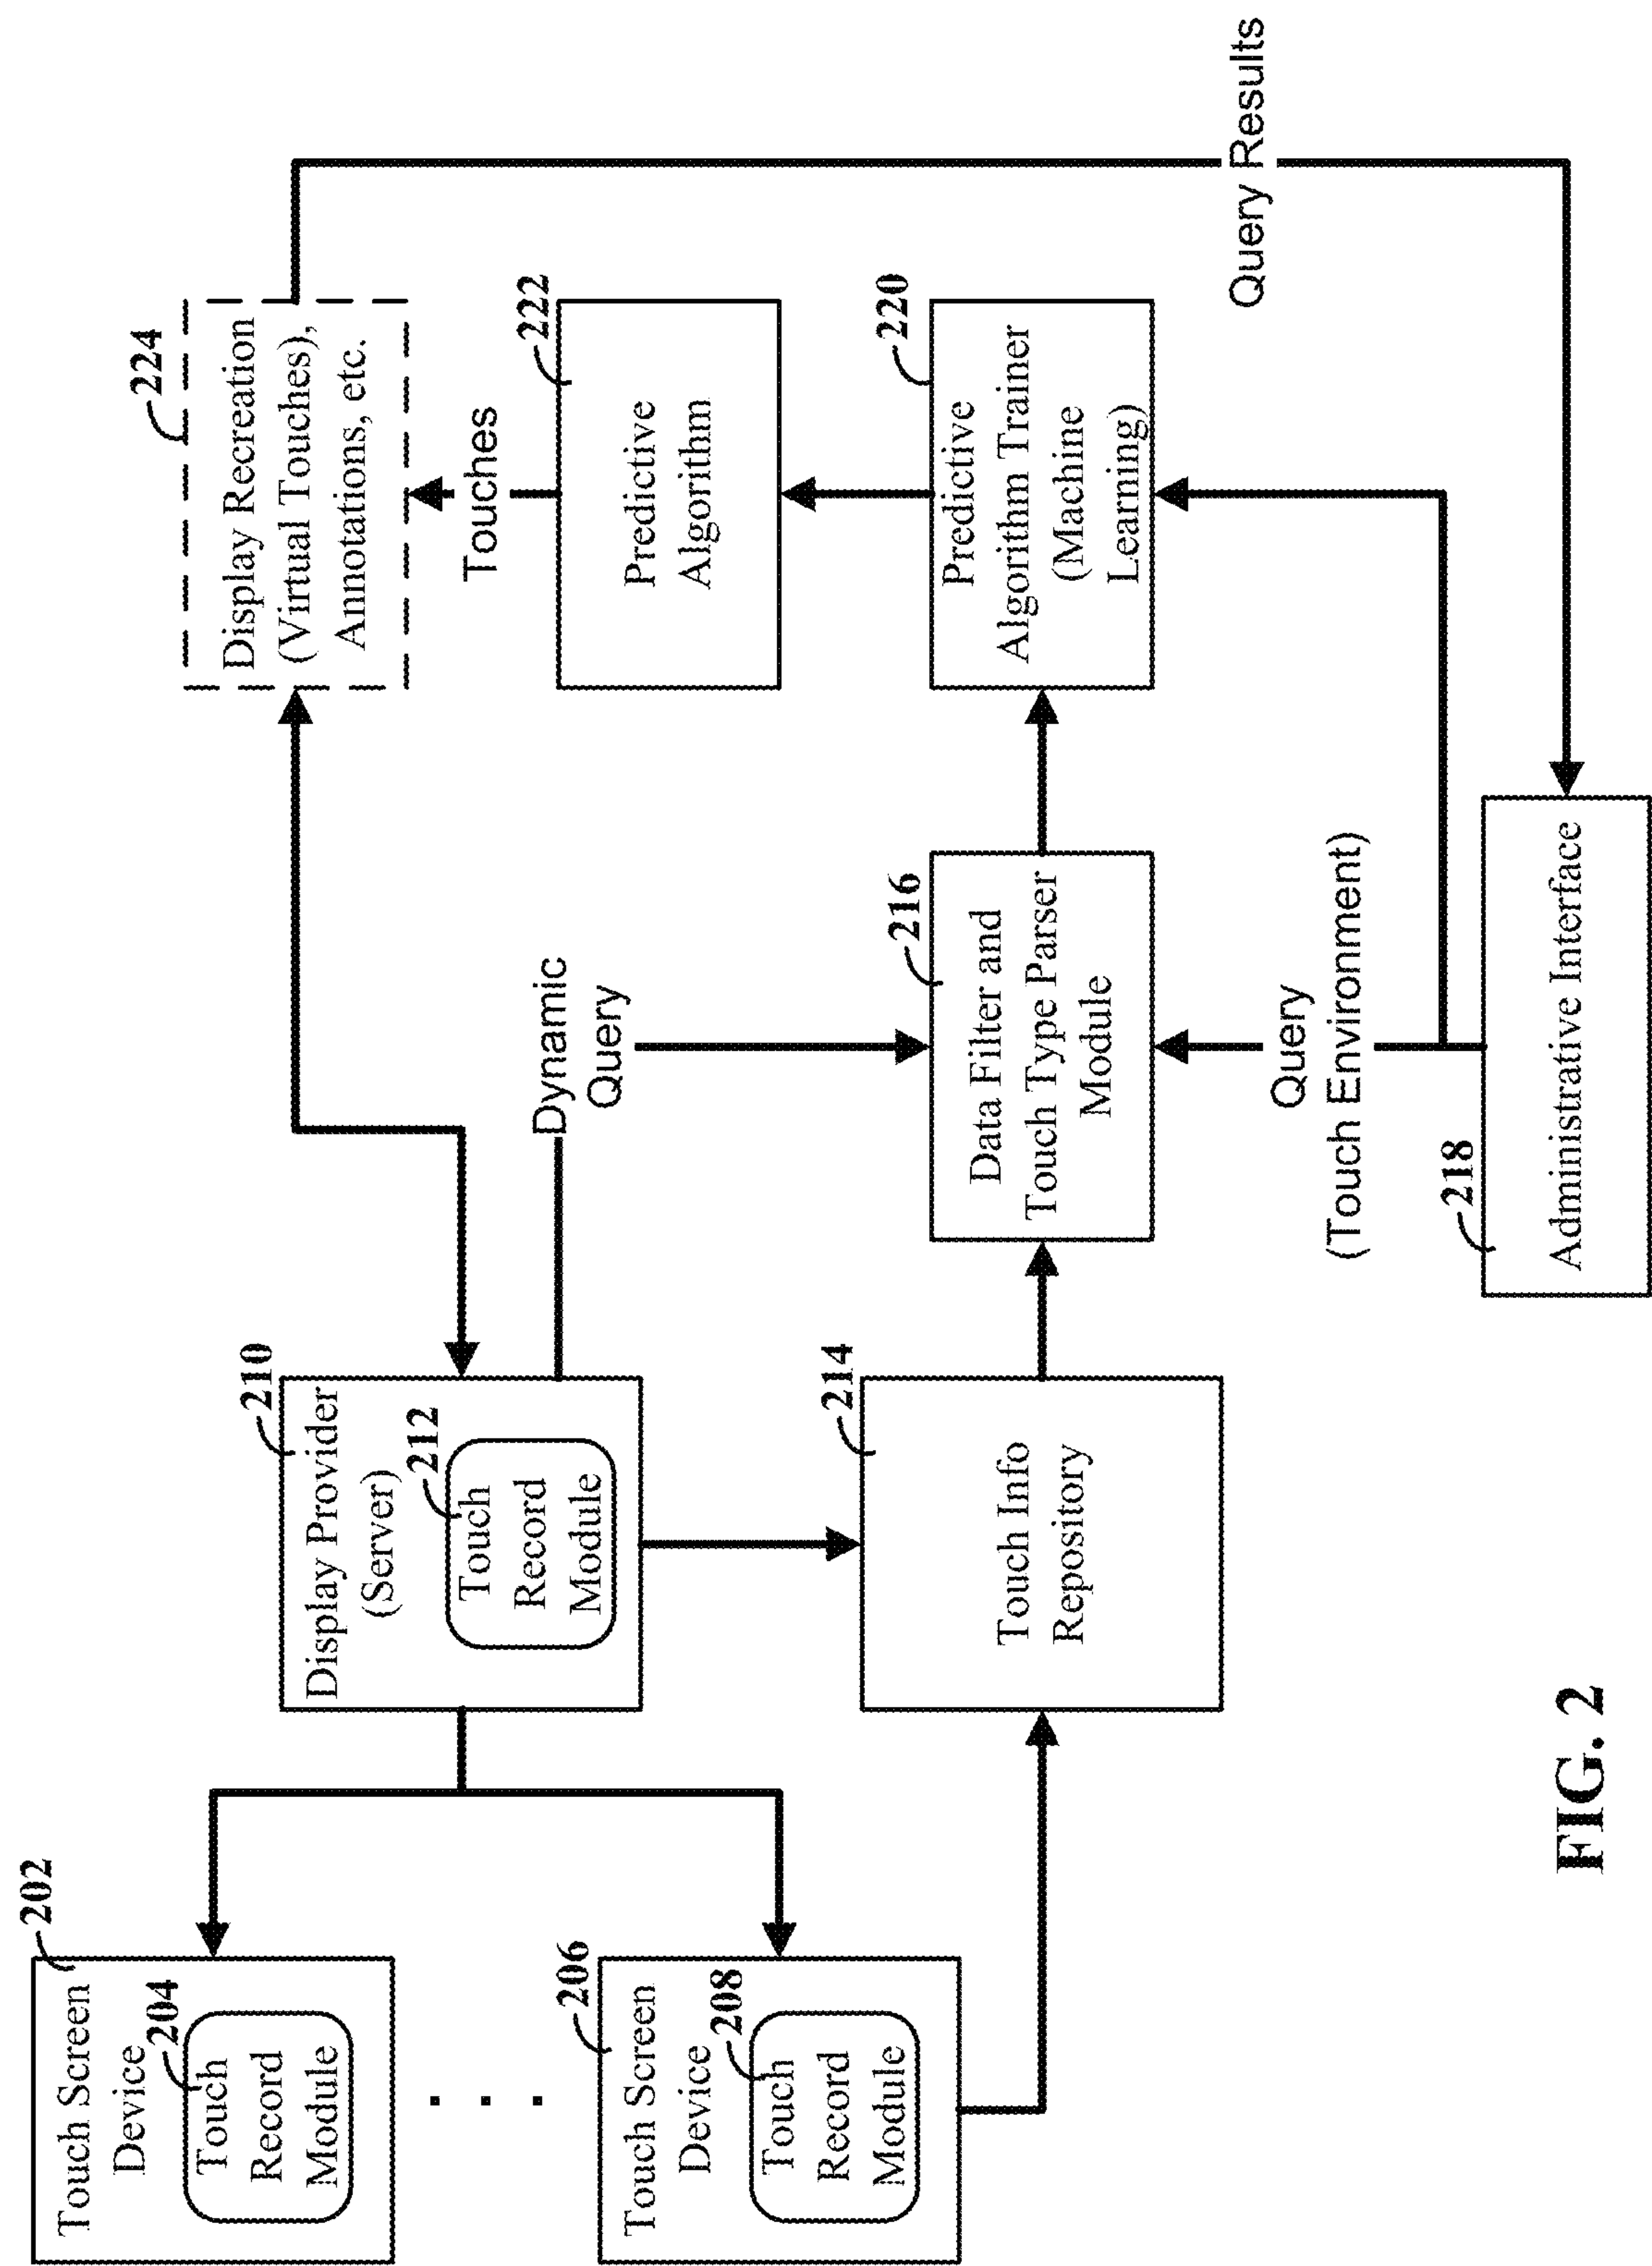 202
Touch Screen
Device
204
Touch
Record
Module
. . .
206
Touch Screen
Device
208
Touch
Record
Module
210
Display Provider
(Server)
212
Touch
Record
Module
214
Touch Info
Repository
Dynamic
Query
216
Data Filter and
Touch Type Parser
Module
Query
(Touch Environment)
218
Administrative Interface
224
Display Recreation
(Virtual Touches),
Annotations, etc.
Touches
222
Predictive
Algorithm
220
Predictive
Algorithm Trainer
(Machine
Learning)
Query Results
FIG. 2